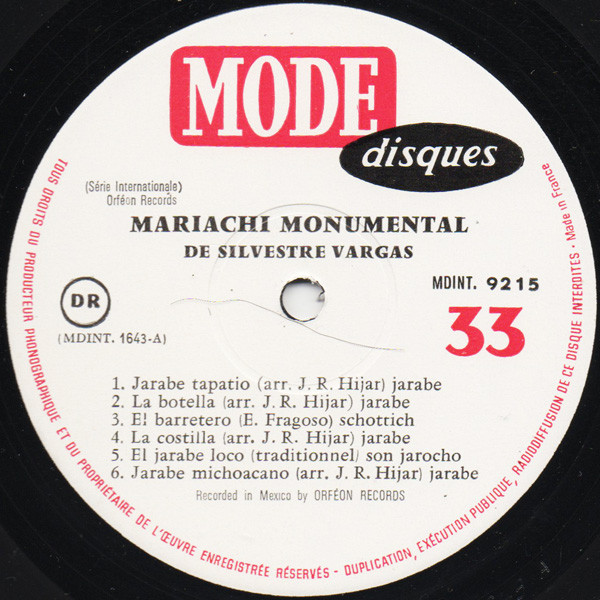 MODE
disques
(Série Internationale)
Orféon Records
MARIACHI MONUMENTAL
DE SILVESTRE VARGAS
DR
(MDINT. 1643-A)
MDINT. 9215
33
1. Jarabe tapatio (arr. J. R. Hijar) jarabe
2. La botella (arr. J. R. Hijar) jarabe
3. El barretero (E. Fragoso) schottich
4. La costilla (arr. J. R. Hijar) jarabe
5. El jarabe loco (traditionnel) son jarocho
6. Jarabe michoacano (arr. J. R. Hijar) jarabe
Recorded in Mexico by ORFÉON RECORDS
TOUS DROITS DU PRODUCTEUR PHONOGRAPHIQUE ET DU PROPRIÉTAIRE DE L'ŒUVRE ENREGISTRÉE RÉSERVÉS - DUPLICATION, EXÉCUTION PUBLIQUE, RADIODIFFUSION DE CE DISQUE INTERDITES - Made in France